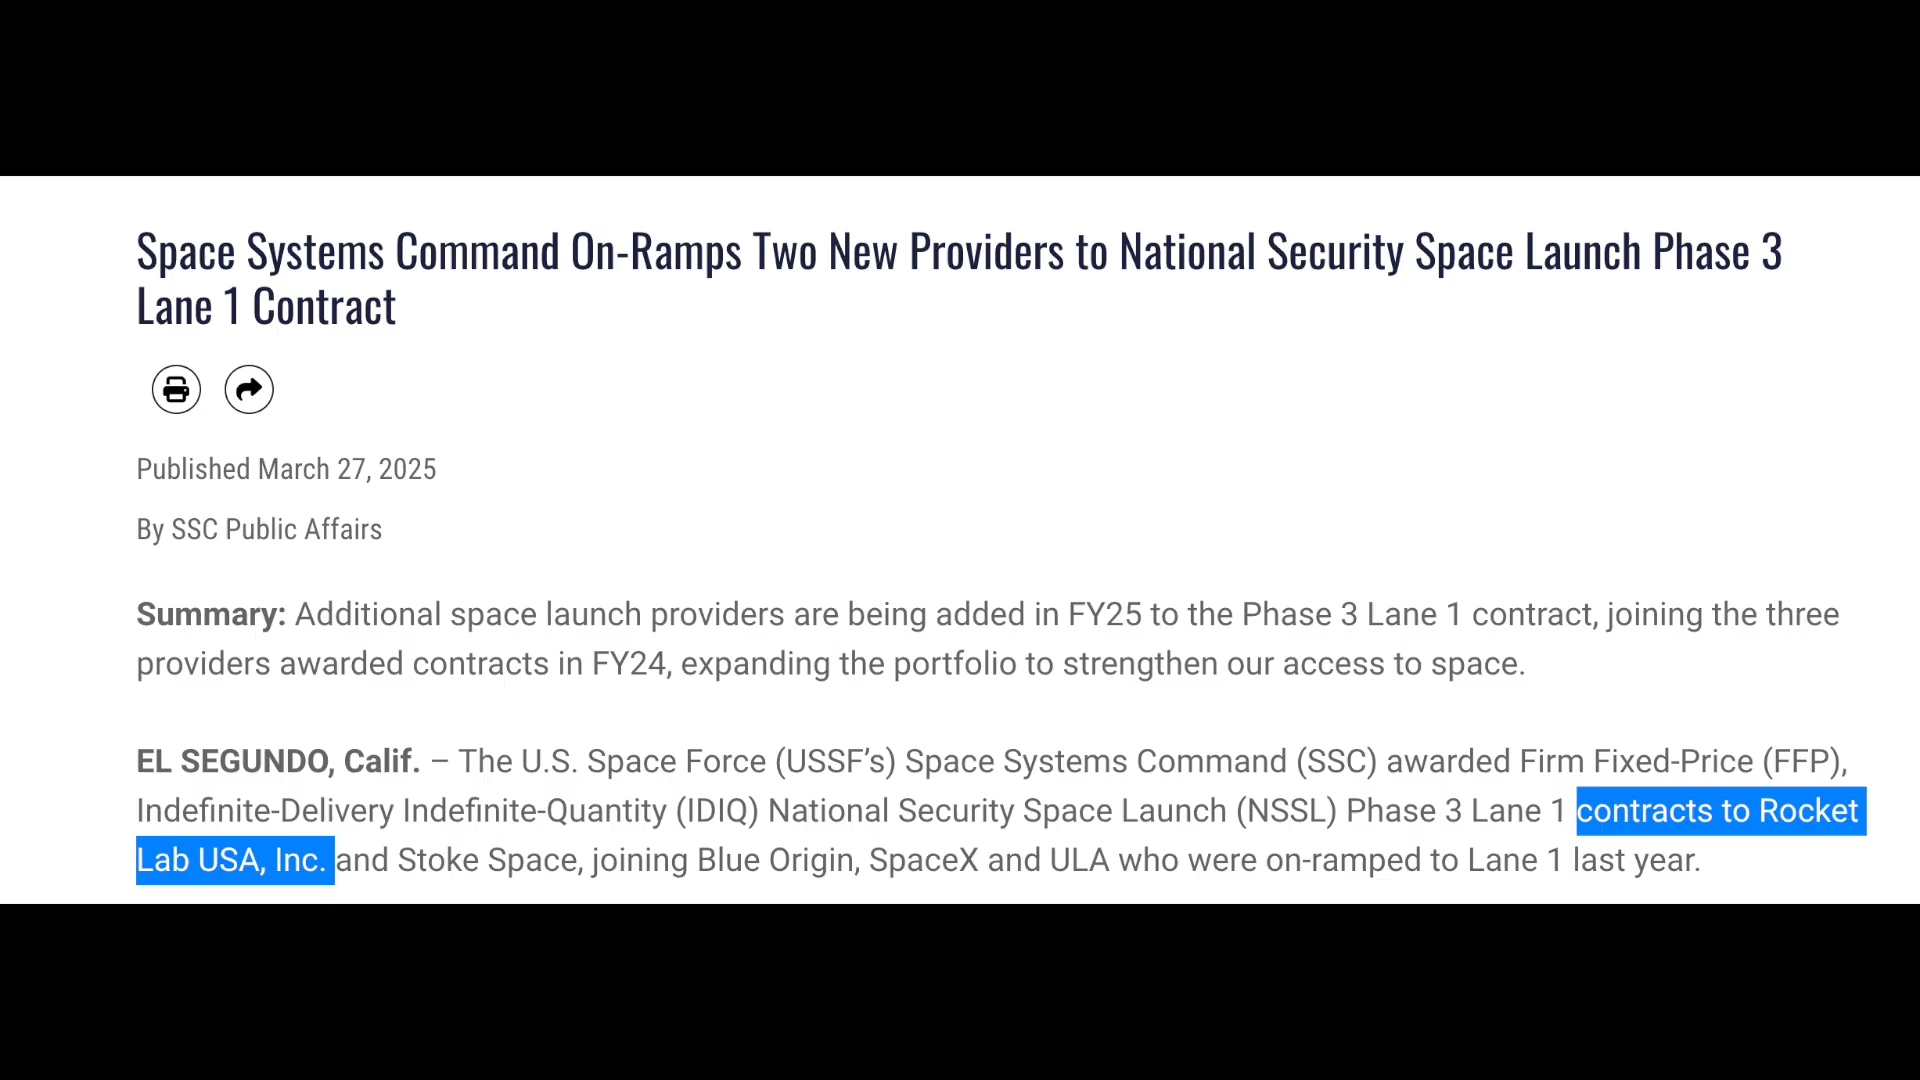 Space Systems Command On-Ramps Two New Providers to National Security Space Launch Phase 3
Lane 1 Contract
Published March 27, 2025
By SSC Public Affairs
Summary: Additional space launch providers are being added in FY25 to the Phase 3 Lane 1 contract, joining the three
providers awarded contracts in FY24, expanding the portfolio to strengthen our access to space.
EL SEGUNDO, Calif. – The U.S. Space Force (USSF’s) Space Systems Command (SSC) awarded Firm Fixed-Price (FFP),
Indefinite-Delivery Indefinite-Quantity (IDIQ) National Security Space Launch (NSSL) Phase 3 Lane 1 contracts to Rocket
Lab USA, Inc. and Stoke Space, joining Blue Origin, SpaceX and ULA who were on-ramped to Lane 1 last year.